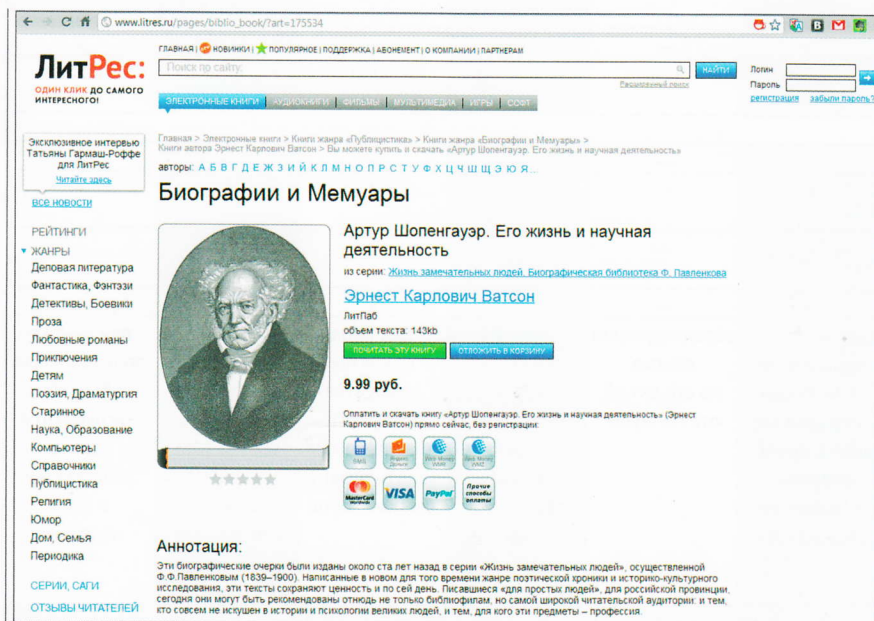 www.litres.ru/pages/biblio_book/?art=175534
ГЛАВНАЯ | НОВИНКИ | ПОПУЛЯРНОЕ | ПОДДЕРЖКА | АБОНЕМЕНТ | О КОМПАНИИ | ПАРТНЕРАМ
ЛитРес:
ОДИН КЛИК ДО САМОГО
ИНТЕРЕСНОГО!
Поиск по сайту.
НАЙТИ
Расширенный поиск
Логин
Пароль
регистрация забыли пароль?
ЭЛЕКТРОННЫЕ КНИГИ | АУДИОКНИГИ | ФИЛЬМЫ | МУЛЬТИМЕДИА | ИГРЫ | СОФТ
Эксклюзивное интервью
Татьяны Гармаш-Роффе
для ЛитРес
Читайте здесь
ВСЕ НОВОСТИ
Главная > Электронные книги > Книги жанра «Публицистика» > Книги жанра «Биографии и Мемуары» >
Книги автора Эрнест Карлович Ватсон > Вы можете купить и скачать «Артур Шопенгауэр. Его жизнь и научная деятельность»
авторы: А Б В Г Д Е Ж З И Й К Л М Н О П Р С Т У Ф Х Ц Ч Ш Щ Э Ю Я...
Биографии и Мемуары
РЕЙТИНГИ
ЖАНРЫ
Деловая литература
Фантастика, Фэнтэзи
Детективы, Боевики
Проза
Любовные романы
Приключения
Детям
Поэзия, Драматургия
Старинное
Наука, Образование
Компьютеры
Справочники
Публицистика
Религия
Юмор
Дом, Семья
Периодика
СЕРИИ, САГИ
ОТЗЫВЫ ЧИТАТЕЛЕЙ
Артур Шопенгауэр. Его жизнь и научная
деятельность
из серии: Жизнь замечательных людей. Биографическая библиотека Ф. Павленкова
Эрнест Карлович Ватсон
ЛитПаб
объем текста: 143kb
ПОЧИТАТЬ ЭТУ КНИГУ
ОТЛОЖИТЬ В КОРЗИНУ
9.99 руб.
Оплатить и скачать книгу «Артур Шопенгауэр. Его жизнь и научная деятельность» (Эрнест
Карлович Ватсон) прямо сейчас, без регистрации:
SMS
MasterCard VISA PayPal Прочие
способы
оплаты
Аннотация:
Эти биографические очерки были изданы около ста лет назад в серии «Жизнь замечательных людей», осуществленной
Ф.Ф.Павленковым (1839–1900). Написанные в новом для того времени жанре поэтической хроники и историко-культурного
исследования, эти тексты сохраняют ценность и по сей день. Писавшиеся «для простых людей», для российской провинции,
сегодня они могут быть рекомендованы отнюдь не только библиофилам, но самой широкой читательской аудитории: и тем,
кто совсем не искушен в истории и психологии великих людей, и тем, для кого эти предметы – профессия.